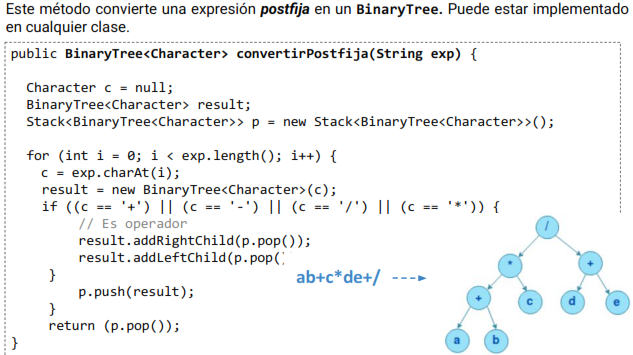 Este método convierte una expresión postfija en un BinaryTree. Puede estar implementado
en cualquier clase.
public BinaryTree<Character> convertirPostfija(String exp) {
Character c = null;
BinaryTree<Character> result;
Stack<BinaryTree<Character>> p = new Stack<BinaryTree<Character>>();
for (int i = 0; i < exp.length(); i++) {
c = exp.charAt(i);
result = new BinaryTree<Character>(c);
if ((c == '+') || (c == '-') || (c == '/') || (c == '*')) {
// Es operador
result.addRightChild(p.pop());
result.addLeftChild(p.pop(
}
p.push(result);
}
return (p.pop());
}
ab+c*de+/ --->
/
* +
+ c d e
a b